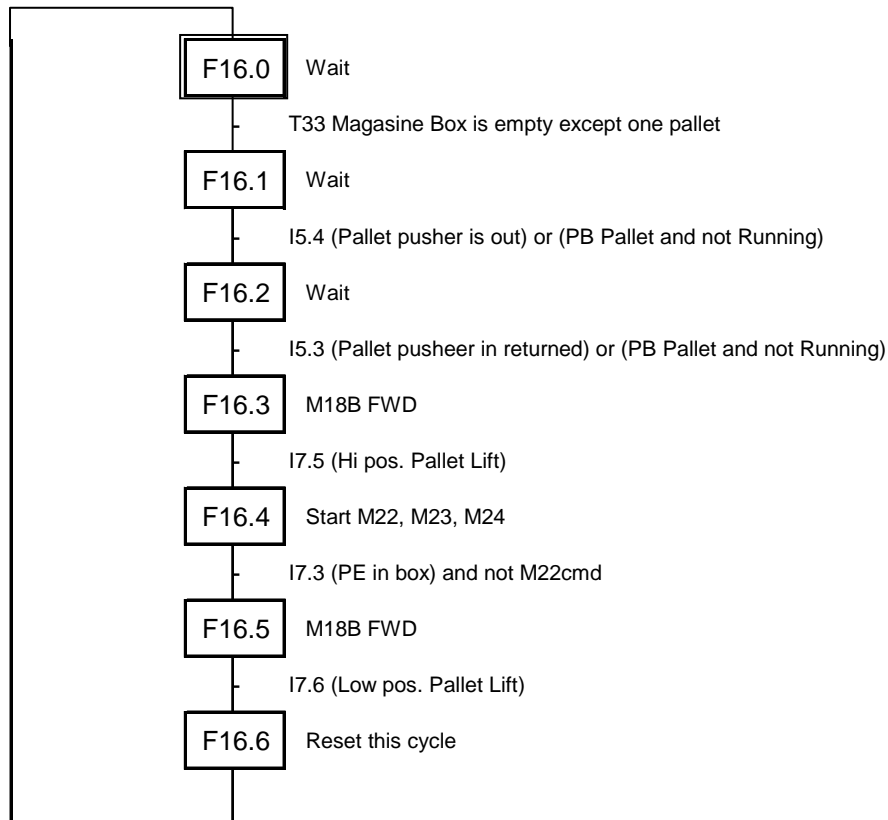 F16.0 Wait
T33 Magasine Box is empty except one pallet
F16.1 Wait
I5.4 (Pallet pusher is out) or (PB Pallet and not Running)
F16.2 Wait
I5.3 (Pallet pusheer in returned) or (PB Pallet and not Running)
F16.3 M18B FWD
I7.5 (Hi pos. Pallet Lift)
F16.4 Start M22, M23, M24
I7.3 (PE in box) and not M22cmd
F16.5 M18B FWD
I7.6 (Low pos. Pallet Lift)
F16.6 Reset this cycle